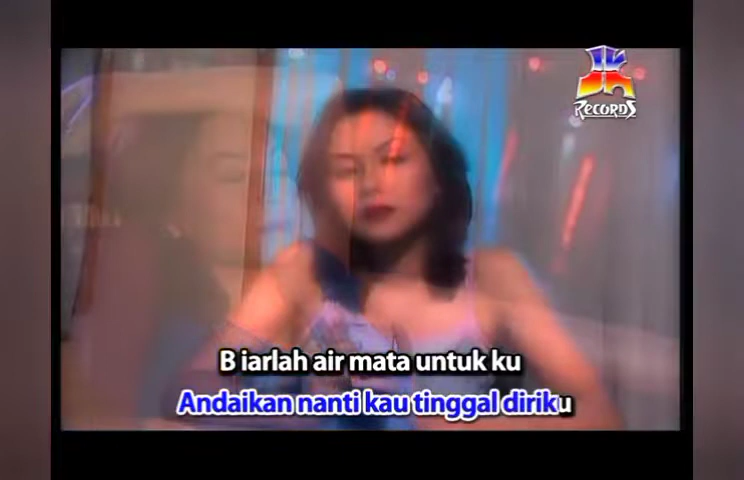 JK
RECORDS
B iarlah air mata untuk ku
Andaikan nanti kau tinggal diriku